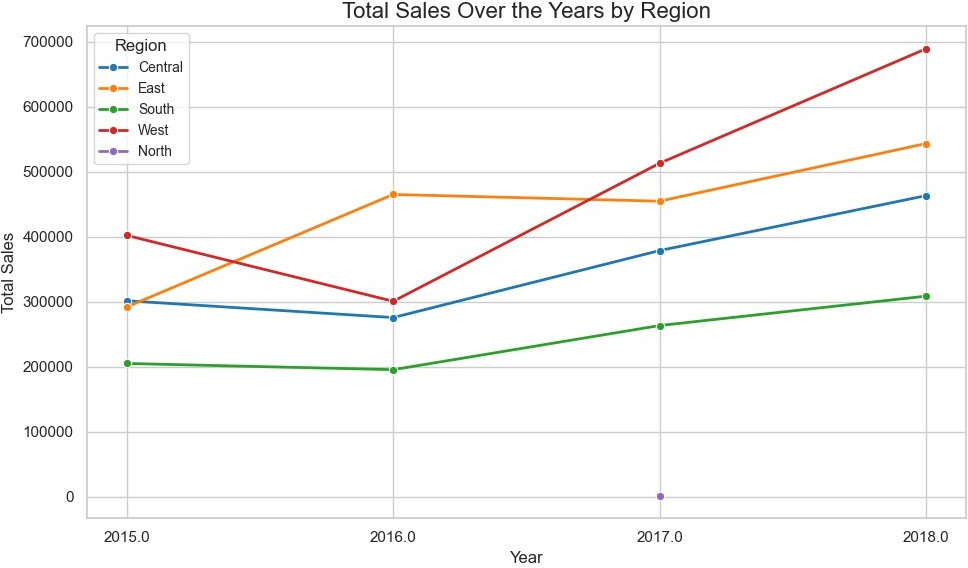 Total Sales Over the Years by Region
700000
600000
500000
400000
300000
200000
100000
0
Total Sales
Region
Central
East
South
West
North
2015.0 2016.0 2017.0 2018.0
Year